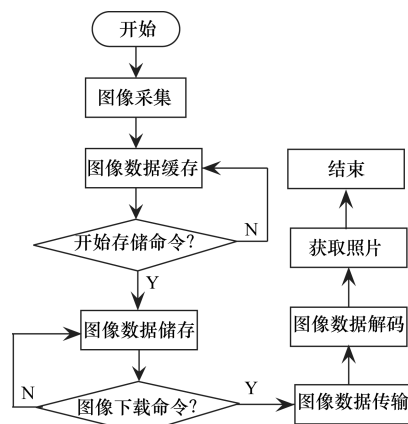 开始
图像采集
图像数据缓存
开始存储命令?
N
Y
图像数据储存
图像下载命令?
N
Y
图像数据传输
图像数据解码
获取照片
结束